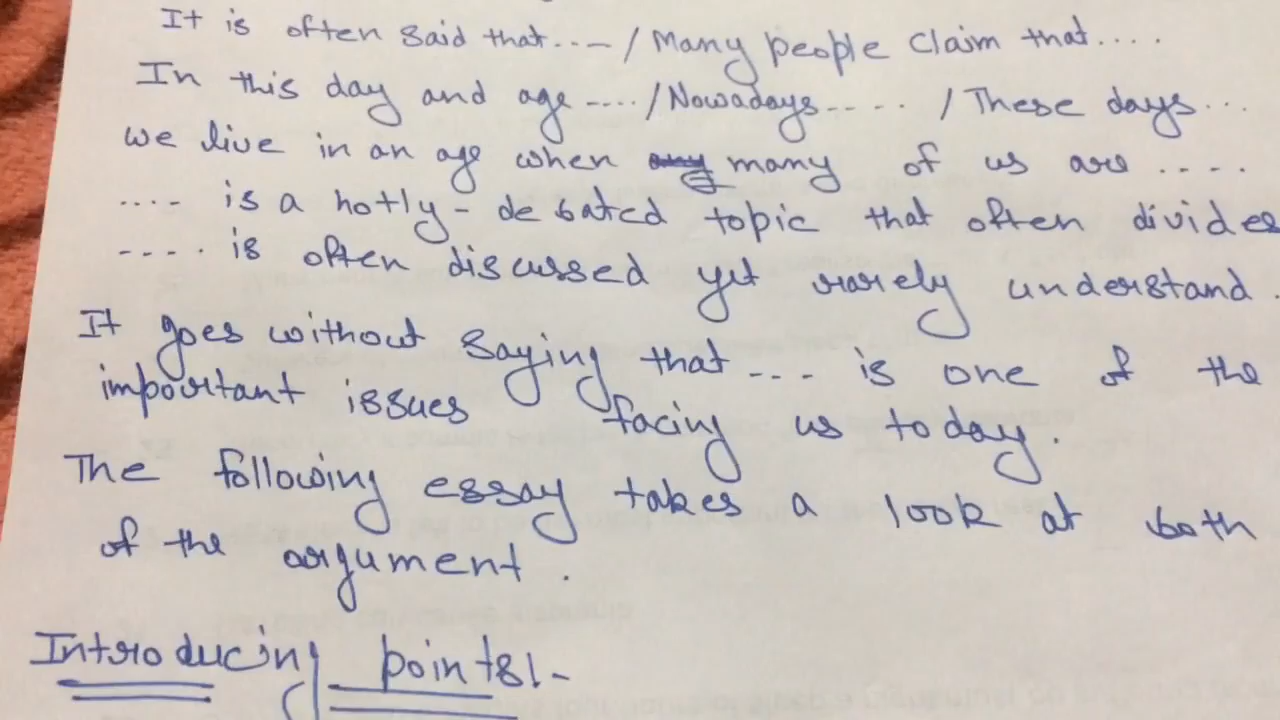 It is often said that...- / Many people claim that....
In this day and age .... / Nowadays..... / These days...
we live in an age when many of us are ....
.... is a hotly-debated topic that often divides
.... is often discussed yet rarely understand.
It goes without saying that .... is one of the
important issues facing us today.
The following essay takes a look at both
of the argument.
Introducing points:-